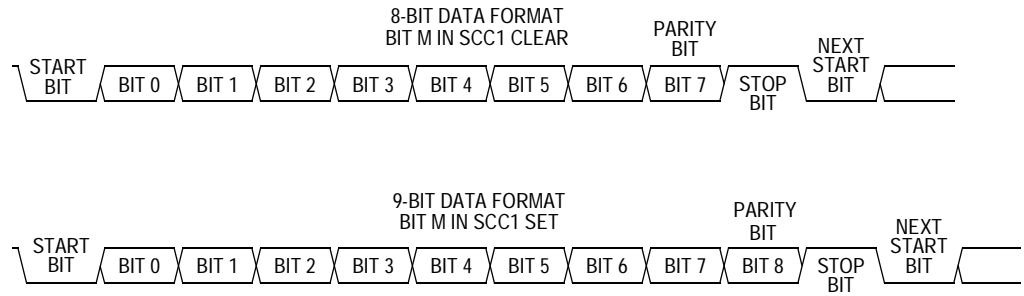 8-BIT DATA FORMAT
BIT M IN SCC1 CLEAR
PARITY
BIT
START
BIT
BIT 0
BIT 1
BIT 2
BIT 3
BIT 4
BIT 5
BIT 6
BIT 7
STOP
BIT
NEXT
START
BIT
9-BIT DATA FORMAT
BIT M IN SCC1 SET
PARITY
BIT
START
BIT
BIT 0
BIT 1
BIT 2
BIT 3
BIT 4
BIT 5
BIT 6
BIT 7
BIT 8
STOP
BIT
NEXT
START
BIT